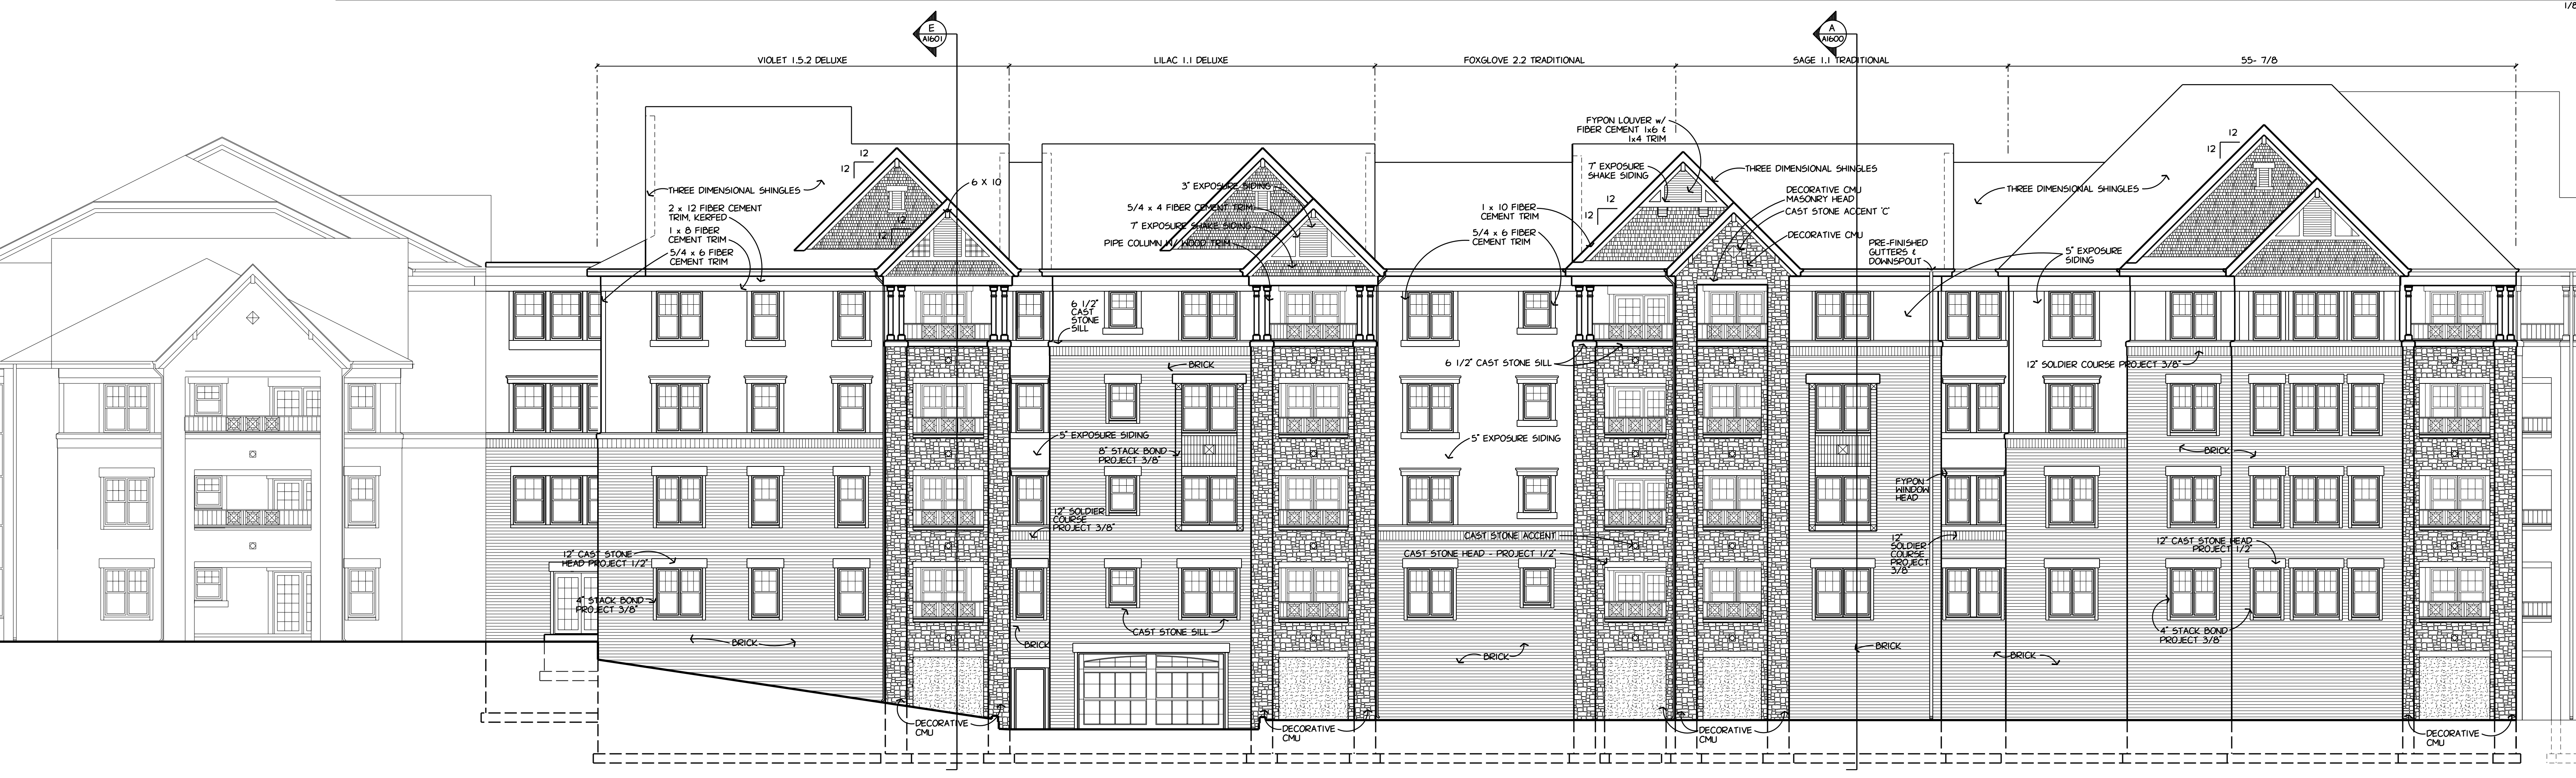 1/8
E
A1601
A
A1600
VIOLET 1.5.2 DELUXE
LILAC 1.1 DELUXE
FOXGLOVE 2.2 TRADITIONAL
SAGE 1.1 TRADITIONAL
55- 7/8
FYPON LOUVER w/
FIBER CEMENT 1x6 &
1x4 TRIM
12
12
12
12
THREE DIMENSIONAL SHINGLES
6 X 10
3" EXPOSURE SIDING
7" EXPOSURE
SHAKE SIDING
THREE DIMENSIONAL SHINGLES
THREE DIMENSIONAL SHINGLES
DECORATIVE CMU
MASONRY HEAD
CAST STONE ACCENT 'C'
2 x 12 FIBER CEMENT
TRIM, KERFED
1 x 8 FIBER
CEMENT TRIM
5/4 x 6 FIBER
CEMENT TRIM
12
12
5/4 x 4 FIBER CEMENT TRIM
7" EXPOSURE SHAKE SIDING
PIPE COLUMN W/ WOOD TRIM
1 x 10 FIBER
CEMENT TRIM
12
12
5/4 x 6 FIBER
CEMENT TRIM
DECORATIVE CMU
PRE-FINISHED
GUTTERS &
DOWNSPOUT
5" EXPOSURE
SIDING
6 1/2"
CAST
STONE
SILL
BRICK
6 1/2" CAST STONE SILL
12" SOLDIER COURSE PROJECT 3/8"
5" EXPOSURE SIDING
8" STACK BOND
PROJECT 3/8"
5" EXPOSURE SIDING
BRICK
FYPON
WINDOW
HEAD
12" SOLDIER
COURSE
PROJECT 3/8"
CAST STONE ACCENT
CAST STONE HEAD - PROJECT 1/2"
12"
SOLDIER
COURSE
PROJECT
3/8"
12" CAST STONE HEAD
PROJECT 1/2"
12" CAST STONE
HEAD PROJECT 1/2"
4" STACK BOND
PROJECT 3/8"
BRICK
BRICK
CAST STONE SILL
BRICK
BRICK
BRICK
4" STACK BOND
PROJECT 3/8"
DECORATIVE
CMU
DECORATIVE
CMU
DECORATIVE
CMU
DECORATIVE
CMU